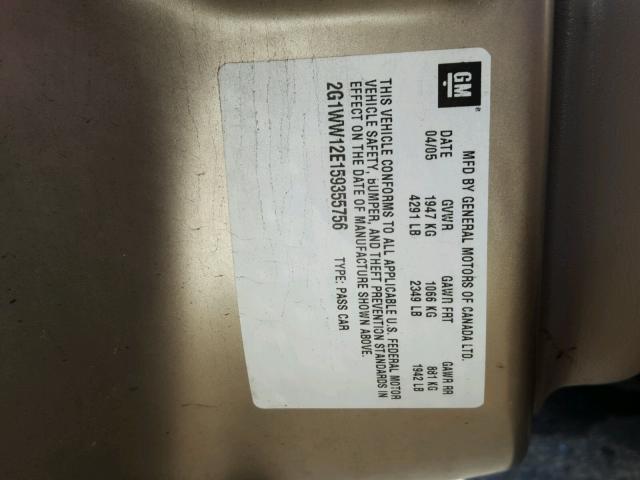 GM®
MFD BY GENERAL MOTORS OF CANADA LTD.
DATE GVWR GAWR FRT GAWR RR
04/05 1947 KG 1066 KG 881 KG
4291 LB 2349 LB 1942 LB
THIS VEHICLE CONFORMS TO ALL APPLICABLE U.S. FEDERAL MOTOR
VEHICLE SAFETY, BUMPER, AND THEFT PREVENTION STANDARDS IN
EFFECT ON THE DATE OF MANUFACTURE SHOWN ABOVE.
2G1WW12E159355756 TYPE: PASS CAR